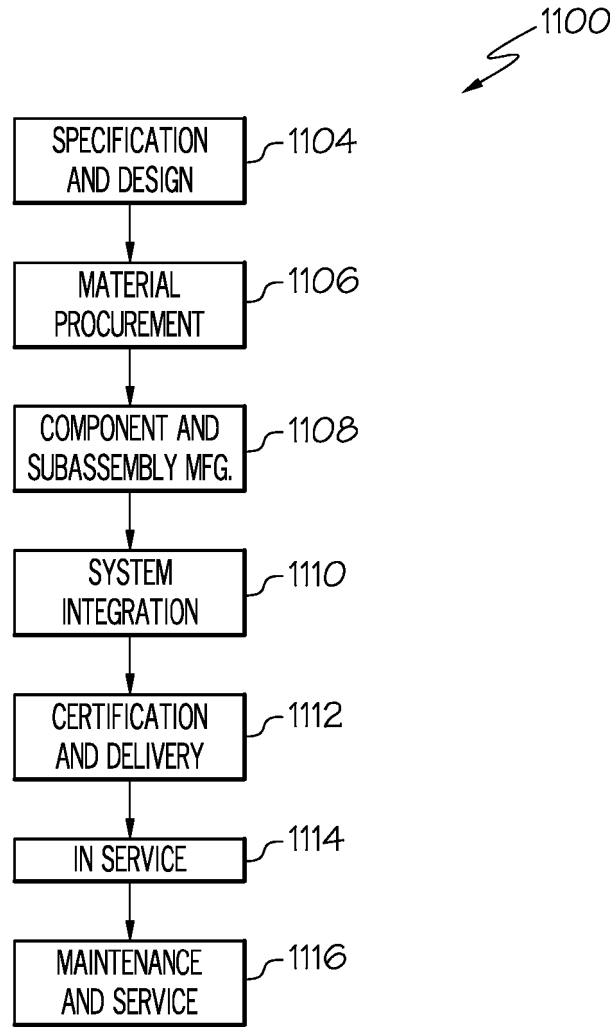 1100
SPECIFICATION
AND DESIGN
1104
MATERIAL
PROCUREMENT
1106
COMPONENT AND
SUBASSEMBLY MFG.
1108
SYSTEM
INTEGRATION
1110
CERTIFICATION
AND DELIVERY
1112
IN SERVICE
1114
MAINTENANCE
AND SERVICE
1116